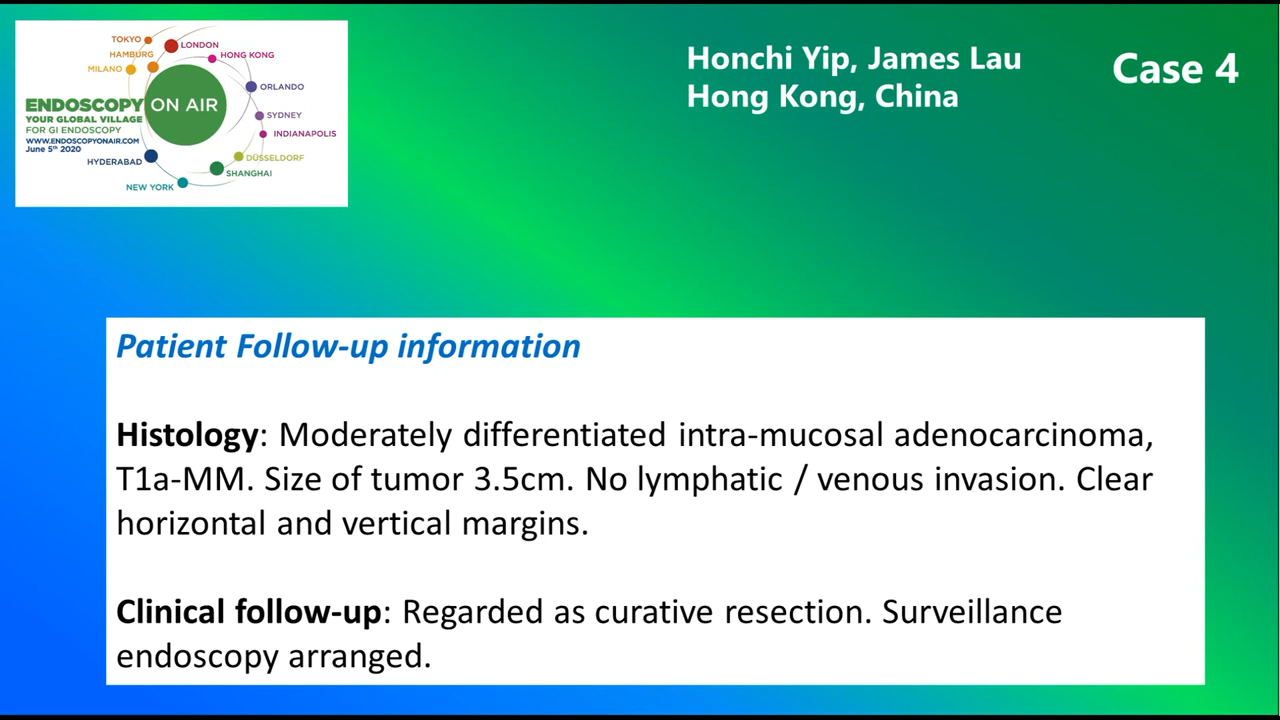 TOKYO
LONDON
HAMBURG
HONG KONG
MILANO
ORLANDO
ENDOSCOPY ON AIR
YOUR GLOBAL VILLAGE
SYDNEY
FOR GI ENDOSCOPY
INDIANAPOLIS
WWW.ENDOSCOPYONAIR.COM
June 5th 2020
DÜSSELDORF
HYDERABAD
SHANGHAI
NEW YORK
Honchi Yip, James Lau
Hong Kong, China
Case 4
Patient Follow-up information
Histology: Moderately differentiated intra-mucosal adenocarcinoma,
T1a-MM. Size of tumor 3.5cm. No lymphatic / venous invasion. Clear
horizontal and vertical margins.
Clinical follow-up: Regarded as curative resection. Surveillance
endoscopy arranged.